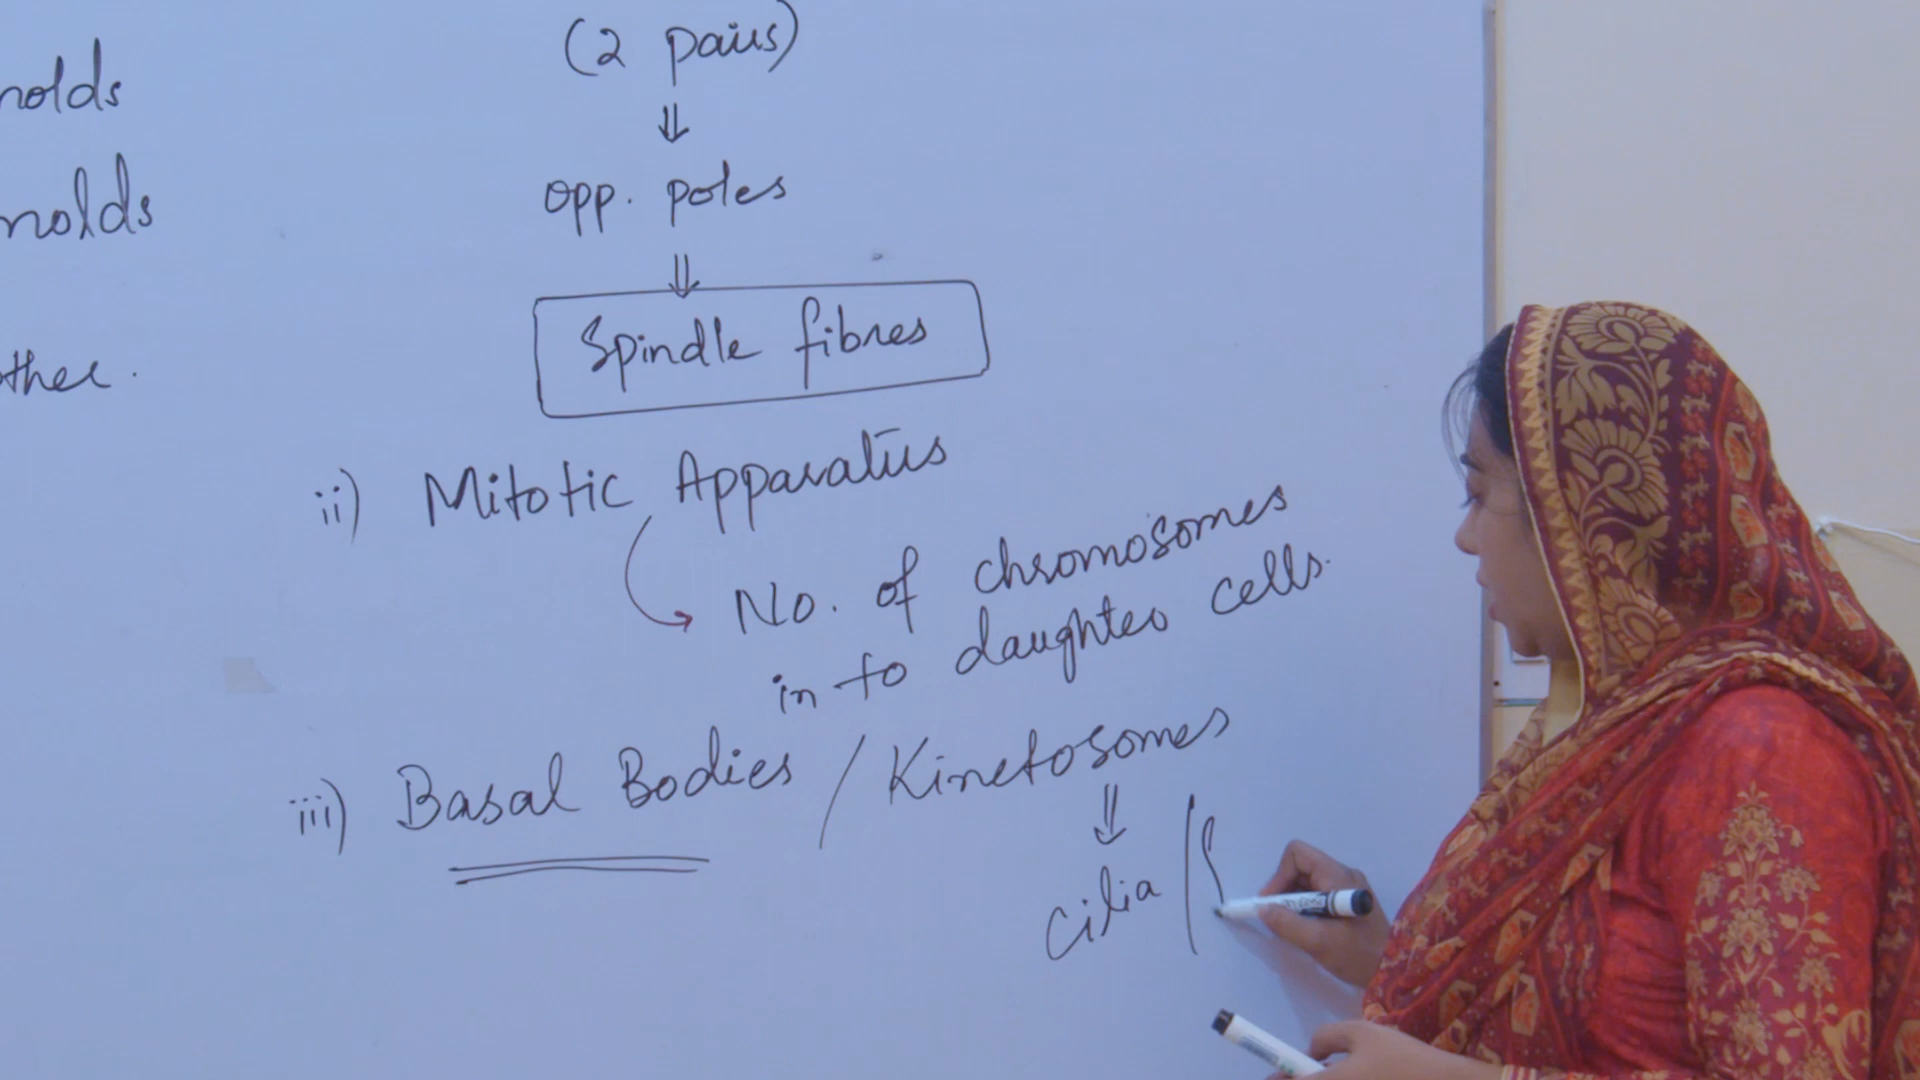 (2 pairs)
⇓
opp. poles
⇓
Spindle fibres
ii) Mitotic Apparatus
→ No. of chromosomes
in to daughter cells.
iii) Basal Bodies / Kinetosomes
⇓
cilia /
nolds
nolds
other.